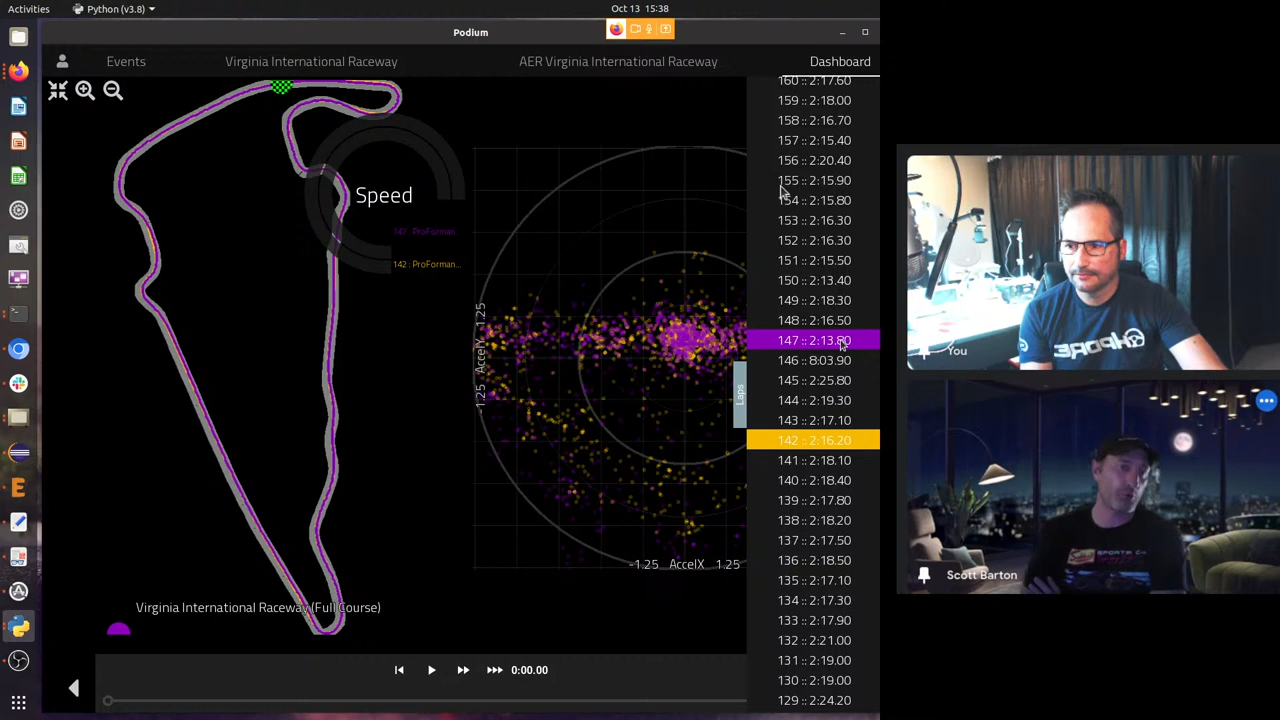 Activities
Python (v3.8)
Oct 13 15:38
Podium
Events
Virginia International Raceway
AER Virginia International Raceway
Dashboard
160 :: 2:17.60
159 :: 2:18.00
158 :: 2:16.70
157 :: 2:15.40
156 :: 2:20.40
155 :: 2:15.90
154 :: 2:15.80
153 :: 2:16.30
152 :: 2:16.30
151 :: 2:15.50
150 :: 2:13.40
149 :: 2:18.30
148 :: 2:16.50
147 :: 2:13.80
146 :: 8:03.90
145 :: 2:25.80
144 :: 2:19.30
143 :: 2:17.10
142 :: 2:16.20
141 :: 2:18.10
140 :: 2:18.40
139 :: 2:17.80
138 :: 2:18.20
137 :: 2:17.50
136 :: 2:18.50
135 :: 2:17.10
134 :: 2:17.30
133 :: 2:17.90
132 :: 2:21.00
131 :: 2:19.00
130 :: 2:19.00
129 :: 2:24.20
Speed
147 : ProForman...
142 : ProForman...
-1.25 AccelY 1.25
-1.25 AccelX 1.25
Laps
Virginia International Raceway (Full Course)
0:00.00
You
Scott Barton